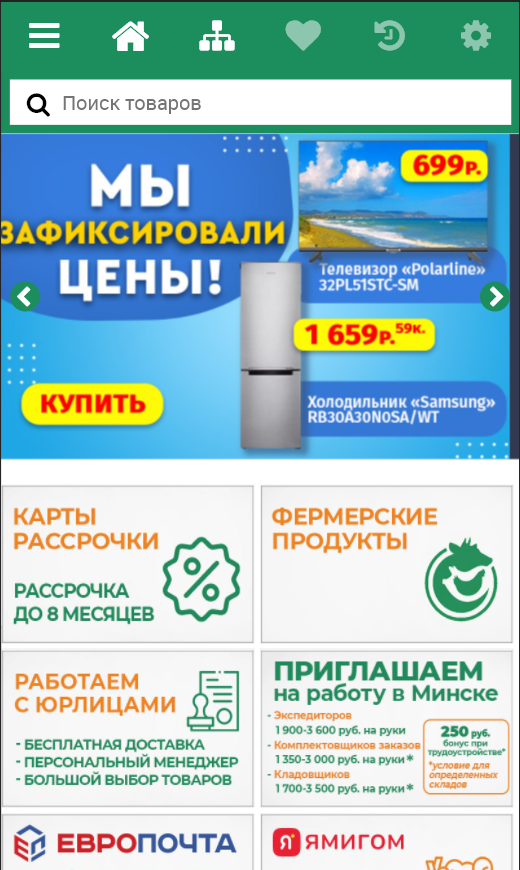 Поиск товаров
МЫ
ЗАФИКСИРОВАЛИ
ЦЕНЫ!
699Р.
Телевизор «Polarline»
32PL51STC-SM
1 659Р.59к.
КУПИТЬ
Холодильник «Samsung»
RB30A30N0SA/WT
КАРТЫ
РАССРОЧКИ
РАССРОЧКА
ДО 8 МЕСЯЦЕВ
ФЕРМЕРСКИЕ
ПРОДУКТЫ
РАБОТАЕМ
С ЮРЛИЦАМИ
- БЕСПЛАТНАЯ ДОСТАВКА
- ПЕРСОНАЛЬНЫЙ МЕНЕДЖЕР
- БОЛЬШОЙ ВЫБОР ТОВАРОВ
ПРИГЛАШАЕМ
на работу в Минске
- Экспедиторов
1 900-3 600 руб. на руки
- Комплектовщиков заказов
1 350-3 000 руб. на руки*
- Кладовщиков
1 700-3 500 руб. на руки*
250 руб.
бонус при
трудоустройстве*
*условие для
определенных
складов
ЕВРОПОЧТА
Я ЯМИГОМ